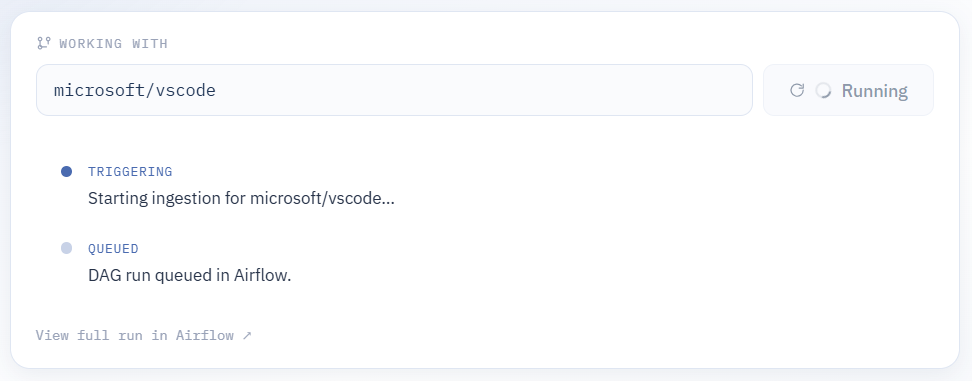 WORKING WITH
microsoft/vscode
Running
TRIGGERING
Starting ingestion for microsoft/vscode...
QUEUED
DAG run queued in Airflow.
View full run in Airflow ↗